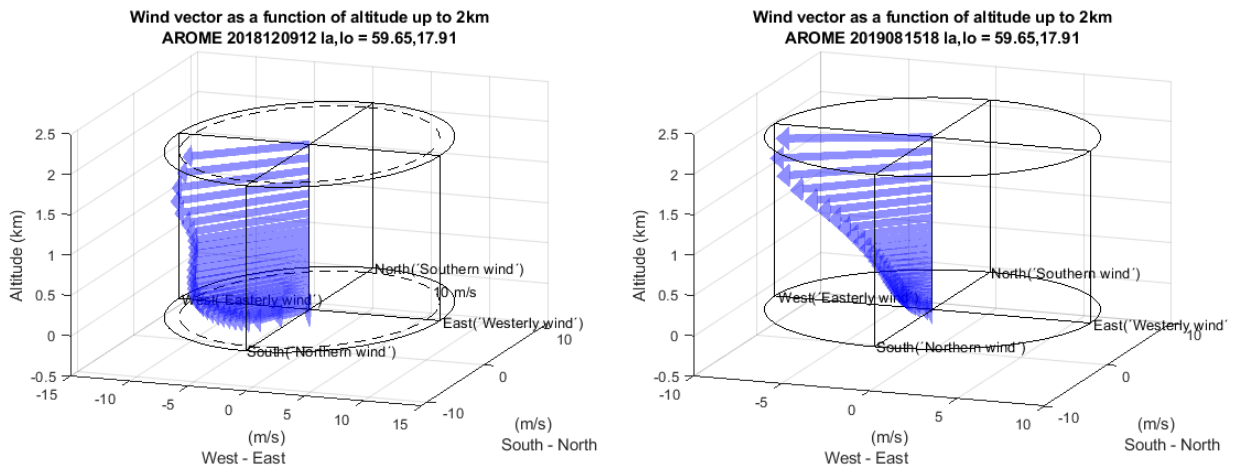 Wind vector as a function of altitude up to 2km
AROME 2018120912 la,lo = 59.65,17.91
2.5
2
1.5
1
0.5
0
-0.5
Altitude (km)
North(´Southern wind´)
10 m/s
West(´Easterly wind´)
East(´Westerly wind´)
South(´Northern wind´)
-15
-10
-5
0
5
10
15
(m/s)
West - East
-10
0
10
(m/s)
South - North
Wind vector as a function of altitude up to 2km
AROME 2019081518 la,lo = 59.65,17.91
2.5
2
1.5
1
0.5
0
-0.5
Altitude (km)
North(´Southern wind´)
West(´Easterly wind´)
East(´Westerly wind´)
South(´Northern wind´)
-10
-5
0
5
10
(m/s)
West - East
-10
0
10
(m/s)
South - North